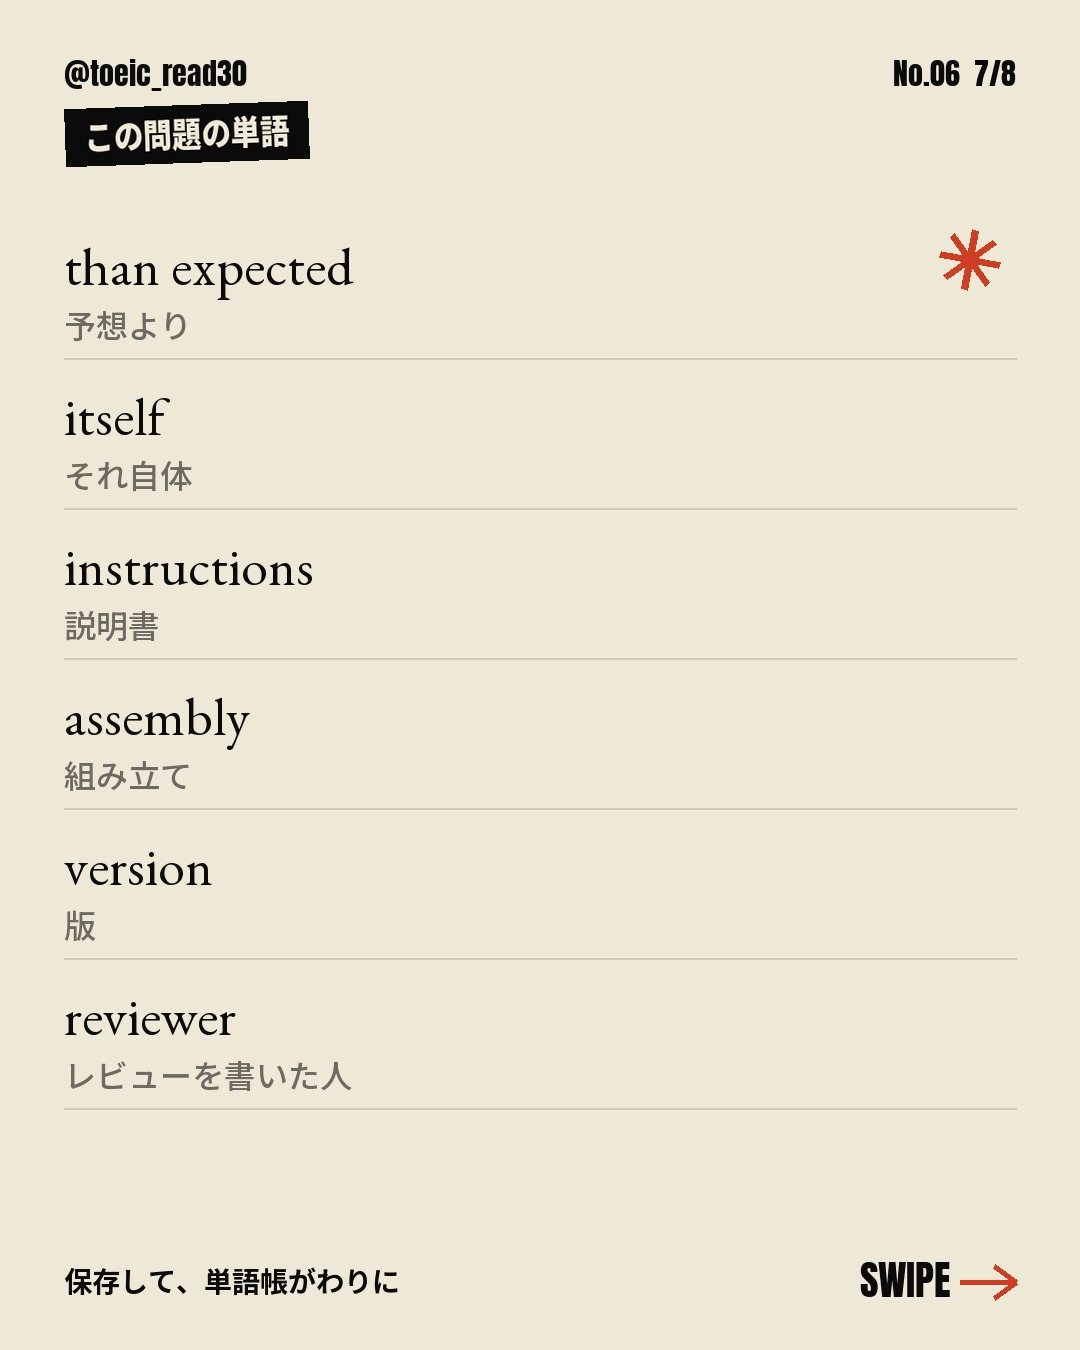 @toeic_read30
No.06 7/8
この問題の単語
than expected
予想より
itself
それ自体
instructions
説明書
assembly
組み立て
version
版
reviewer
レビューを書いた人
保存して、単語帳がわりに
SWIPE